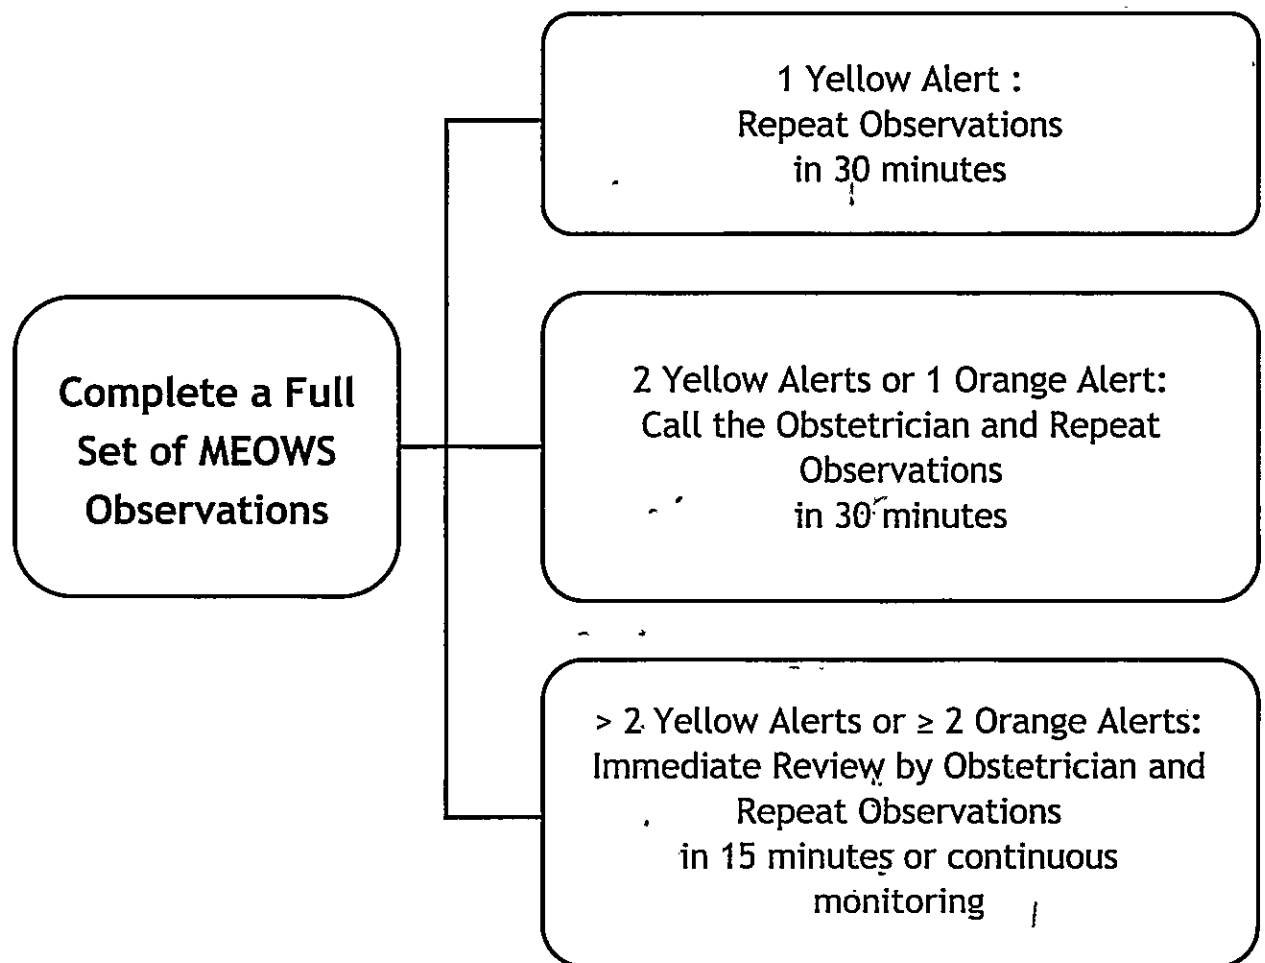 Complete a Full
Set of MEOWS
Observations
1 Yellow Alert :
Repeat Observations
in 30 minutes
2 Yellow Alerts or 1 Orange Alert:
Call the Obstetrician and Repeat
Observations
in 30 minutes
> 2 Yellow Alerts or ≥ 2 Orange Alerts:
Immediate Review by Obstetrician and
Repeat Observations
in 15 minutes or continuous
monitoring